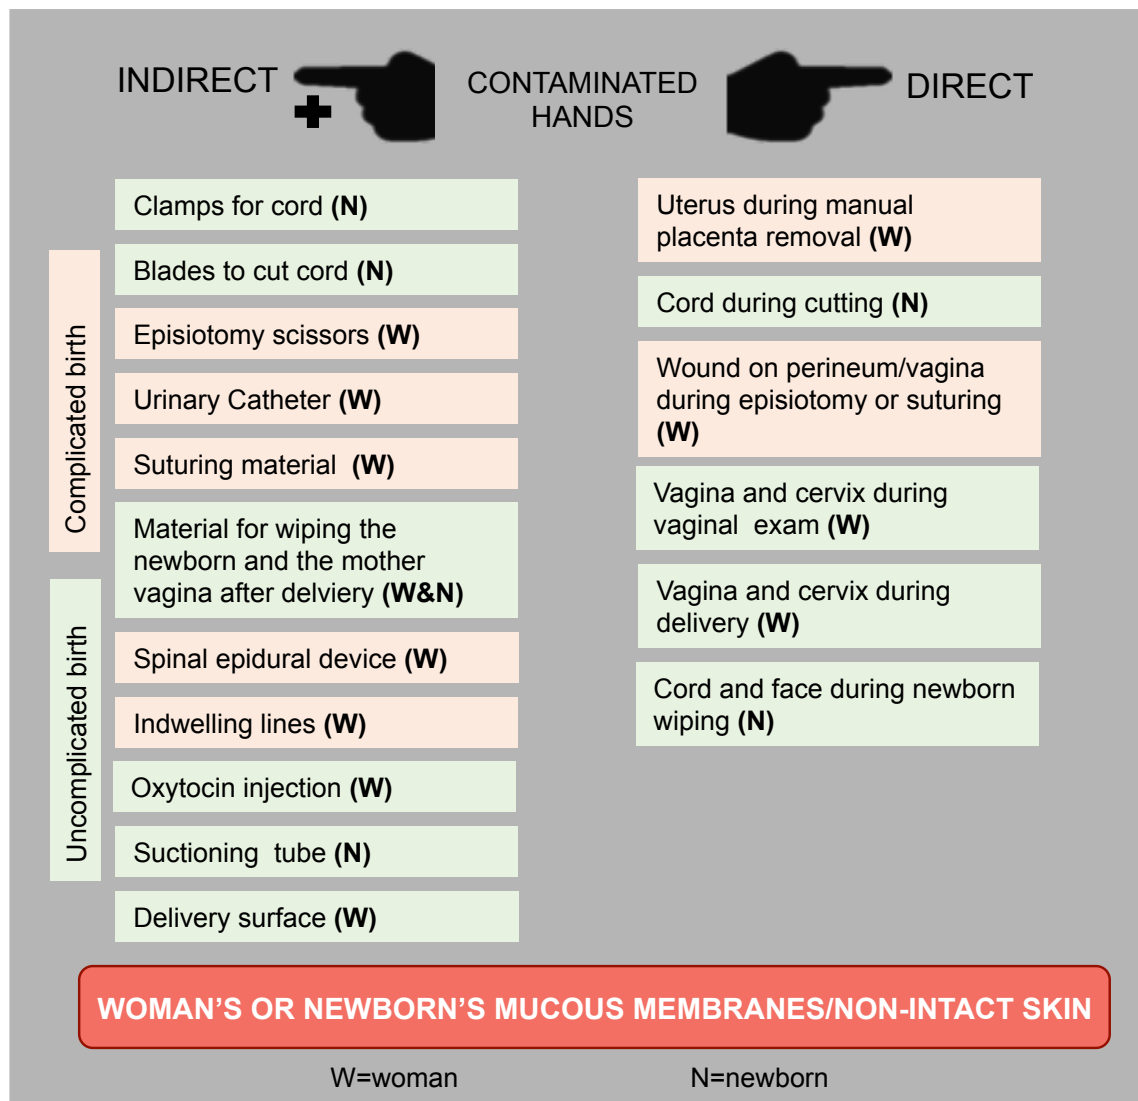 INDIRECT
CONTAMINATED
HANDS
DIRECT
Complicated birth
Uncomplicated birth
Clamps for cord (N)
Blades to cut cord (N)
Episiotomy scissors (W)
Urinary Catheter (W)
Suturing material  (W)
Material for wiping the
newborn and the mother
vagina after delviery (W&N)
Spinal epidural device (W)
Indwelling lines (W)
Oxytocin injection (W)
Suctioning  tube (N)
Delivery surface (W)
Uterus during manual
placenta removal (W)
Cord during cutting (N)
Wound on perineum/vagina
during episiotomy or suturing
(W)
Vagina and cervix during
vaginal  exam (W)
Vagina and cervix during
delivery (W)
Cord and face during newborn
wiping (N)
WOMAN'S OR NEWBORN'S MUCOUS MEMBRANES/NON-INTACT SKIN
W=woman
N=newborn